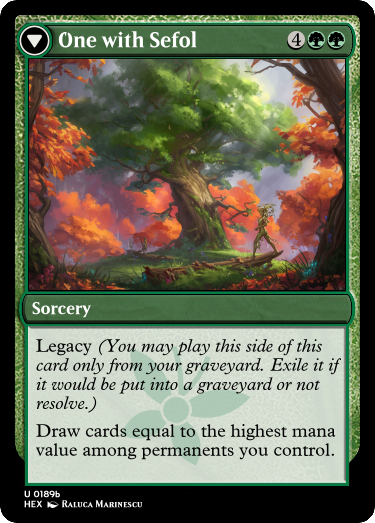 One with Sefol 4
Sorcery
Legacy (You may play this side of this
card only from your graveyard. Exile it if
it would be put into a graveyard or not
resolve.)
Draw cards equal to the highest mana
value among permanents you control.
U 0189b
HEX Raluca Marinescu